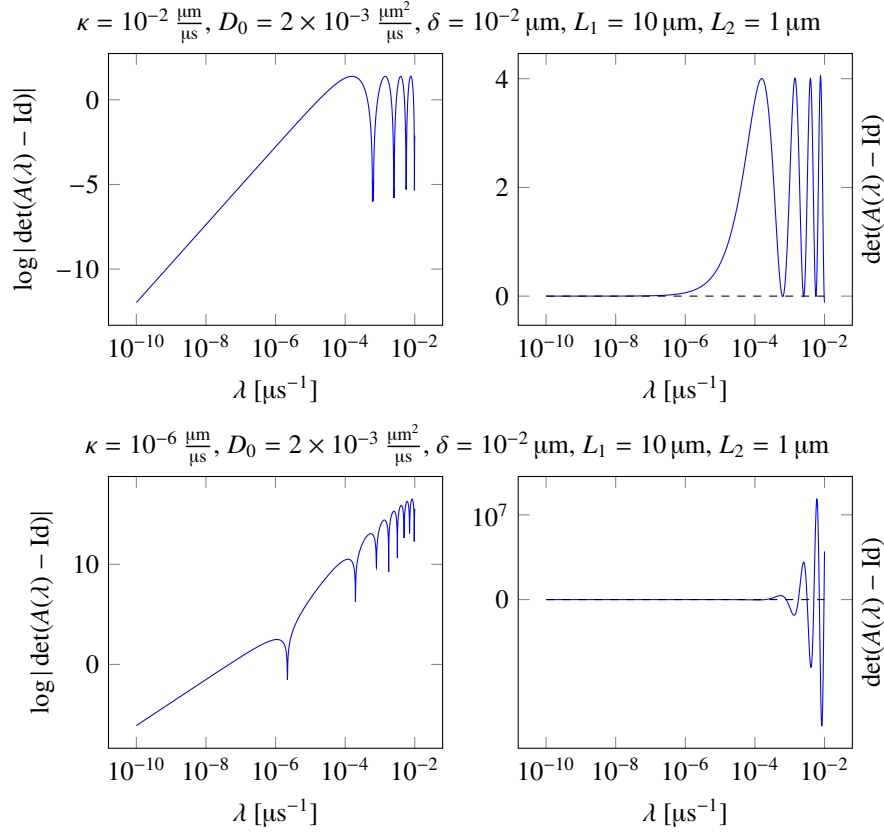 κ = 10⁻² μm/μs, D₀ = 2 × 10⁻³ μm²/μs, δ = 10⁻² μm, L₁ = 10 μm, L₂ = 1 μm
log | det(A(λ) − Id)|
0
−5
−10
10⁻¹⁰ 10⁻⁸ 10⁻⁶ 10⁻⁴ 10⁻²
λ [μs⁻¹]
4
2
0
det(A(λ) − Id)
10⁻¹⁰ 10⁻⁸ 10⁻⁶ 10⁻⁴ 10⁻²
λ [μs⁻¹]
κ = 10⁻⁶ μm/μs, D₀ = 2 × 10⁻³ μm²/μs, δ = 10⁻² μm, L₁ = 10 μm, L₂ = 1 μm
log | det(A(λ) − Id)|
10
0
10⁻¹⁰ 10⁻⁸ 10⁻⁶ 10⁻⁴ 10⁻²
λ [μs⁻¹]
10⁷
0
det(A(λ) − Id)
10⁻¹⁰ 10⁻⁸ 10⁻⁶ 10⁻⁴ 10⁻²
λ [μs⁻¹]